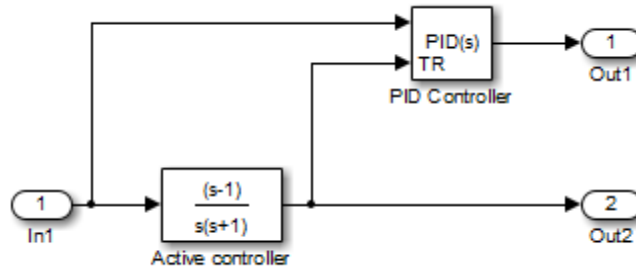 PID(s)
TR
PID Controller
1
Out1
1
In1
(s-1)
s(s+1)
Active controller
2
Out2